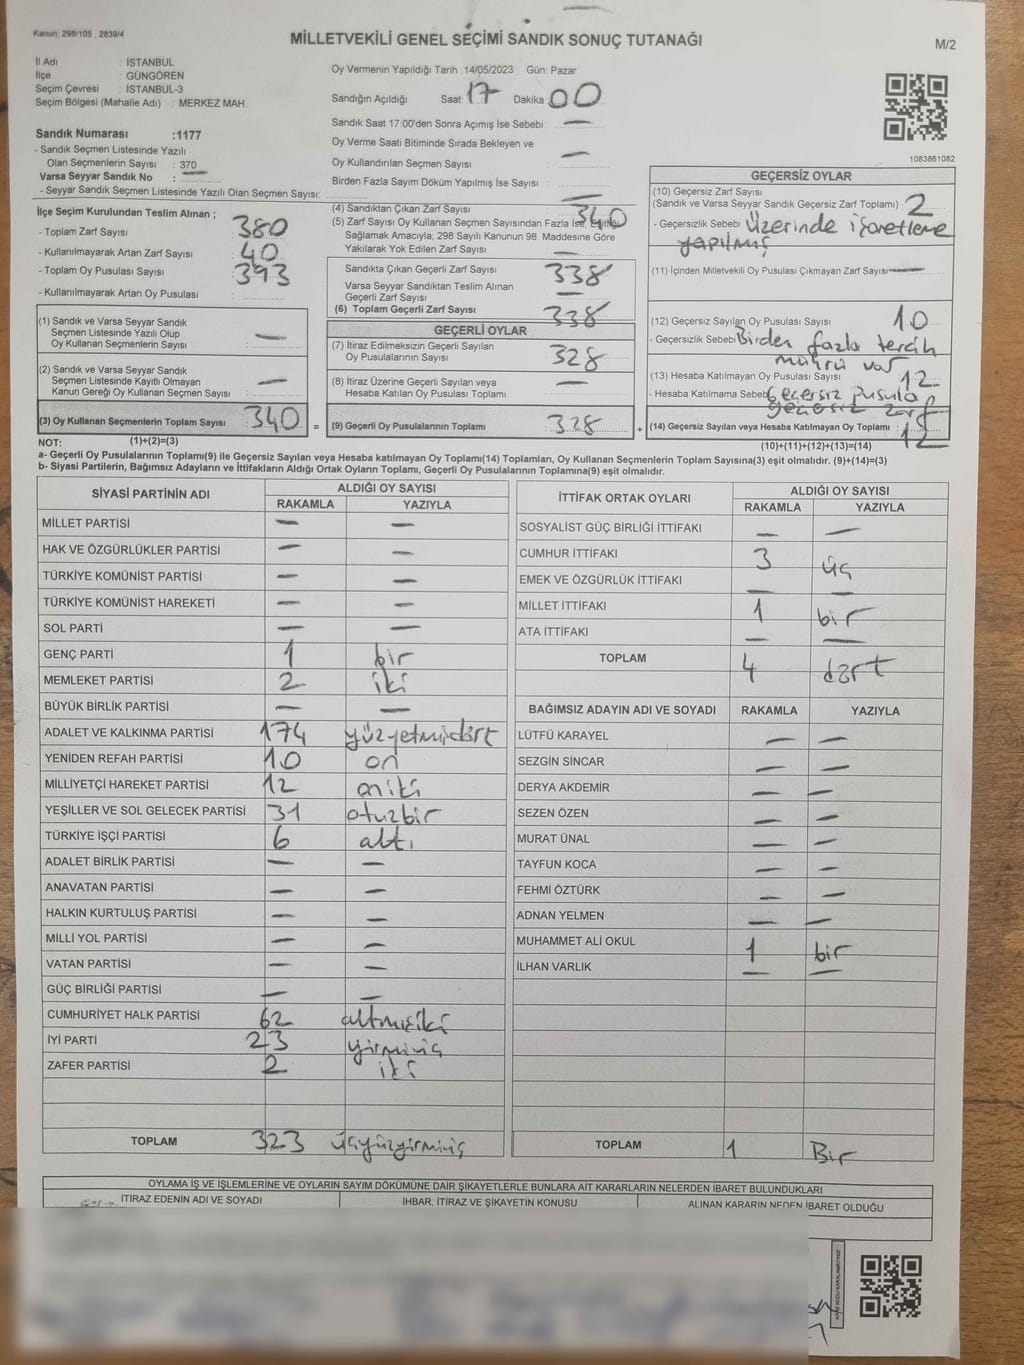 Kanun; 298/105 , 2839/4
MİLLETVEKİLİ GENEL SEÇİMİ SANDIK SONUÇ TUTANAĞI
M/2
İl Adı : İSTANBUL
İlçe : GÜNGÖREN
Seçim Çevresi : İSTANBUL-3
Seçim Bölgesi (Mahalle Adı) : MERKEZ MAH.
Sandık Numarası :1177
- Sandık Seçmen Listesinde Yazılı
Olan Seçmenlerin Sayısı : 370
Varsa Seyyar Sandık No : —
- Seyyar Sandık Seçmen Listesinde Yazılı Olan Seçmen Sayısı:
Oy Vermenin Yapıldığı Tarih :14/05/2023 Gün: Pazar
Sandığın Açıldığı Saat: 17 Dakika: 00
Sandık Saat 17:00'den Sonra Açımış İse Sebebi : —
Oy Verme Saati Bitiminde Sırada Bekleyen ve
Oy Kullandırılan Seçmen Sayısı : —
Birden Fazla Sayım Döküm Yapılmış İse Sayısı : —
1083861082
İlçe Seçim Kurulundan Teslim Alınan ;
- Toplam Zarf Sayısı : 380
- Kullanılmayarak Artan Zarf Sayısı : 40
- Toplam Oy Pusulası Sayısı : 393
- Kullanılmayarak Artan Oy Pusulası :
(1) Sandık ve Varsa Seyyar Sandık
Seçmen Listesinde Yazılı Olup
Oy Kullanan Seçmenlerin Sayısı : —
(2) Sandık ve Varsa Seyyar Sandık
Seçmen Listesinde Kayıtlı Olmayan
Kanun Gereği Oy Kullanan Seçmen Sayısı : —
(3) Oy Kullanan Seçmenlerin Toplam Sayısı : 340
(1)+(2)=(3)
(4) Sandıktan Çıkan Zarf Sayısı : 340
(5) Zarf Sayısı Oy Kullanan Seçmen Sayısından Fazla İse, Eşitliği
Sağlamak Amacıyla, 298 Sayılı Kanunun 98. Maddesine Göre
Yakılarak Yok Edilen Zarf Sayısı : —
Sandıkta Çıkan Geçerli Zarf Sayısı : 338
Varsa Seyyar Sandıktan Teslim Alınan
Geçerli Zarf Sayısı : —
(6) Toplam Geçerli Zarf Sayısı : 338
GEÇERLİ OYLAR
(7) İtiraz Edilmeksizin Geçerli Sayılan
Oy Pusulalarının Sayısı : 328
(8) İtiraz Üzerine Geçerli Sayılan veya
Hesaba Katılan Oy Pusulası Toplamı : —
= (9) Geçerli Oy Pusulalarının Toplamı : 328 +
GEÇERSİZ OYLAR
(10) Geçersiz Zarf Sayısı
(Sandık ve Varsa Seyyar Sandık Geçersiz Zarf Toplamı) : 2
- Geçersizlik Sebebi : Üzerinde işaretleme
yapılmış
(11) İçinden Milletvekili Oy Pusulası Çıkmayan Zarf Sayısı: —
(12) Geçersiz Sayılan Oy Pusulası Sayısı : 10
- Geçersizlik Sebebi : Birden fazla tercih
mührü var
(13) Hesaba Katılmayan Oy Pusulası Sayısı : 12
- Hesaba Katılmama Sebebi : Geçersiz pusula
geçersiz zarf
(14) Geçersiz Sayılan veya Hesaba Katılmayan Oy Toplamı : 12
(10)+(11)+(12)+(13)=(14)
NOT:
a- Geçerli Oy Pusulalarının Toplamı(9) ile Geçersiz Sayılan veya Hesaba katılmayan Oy Toplamı(14) Toplamları, Oy Kullanan Seçmenlerin Toplam Sayısına(3) eşit olmalıdır. (9)+(14)=(3)
b- Siyasi Partilerin, Bağımsız Adayların ve İttifakların Aldığı Ortak Oyların Toplamı, Geçerli Oy Pusulalarının Toplamına(9) eşit olmalıdır.
SİYASİ PARTİNİN ADI ALDIĞI OY SAYISI
RAKAMLA YAZIYLA
MİLLET PARTİSİ — —
HAK VE ÖZGÜRLÜKLER PARTİSİ — —
TÜRKİYE KOMÜNİST PARTİSİ — —
TÜRKİYE KOMÜNİST HAREKETİ — —
SOL PARTİ — —
GENÇ PARTİ 1 bir
MEMLEKET PARTİSİ 2 iki
BÜYÜK BİRLİK PARTİSİ — —
ADALET VE KALKINMA PARTİSİ 174 yüzyetmişdört
YENİDEN REFAH PARTİSİ 10 on
MİLLİYETÇİ HAREKET PARTİSİ 12 oniki
YEŞİLLER VE SOL GELECEK PARTİSİ 31 otuzbir
TÜRKİYE İŞÇİ PARTİSİ 6 altı
ADALET BİRLİK PARTİSİ — —
ANAVATAN PARTİSİ — —
HALKIN KURTULUŞ PARTİSİ — —
MİLLİ YOL PARTİSİ — —
VATAN PARTİSİ — —
GÜÇ BİRLİĞİ PARTİSİ — —
CUMHURİYET HALK PARTİSİ 62 altmışiki
İYİ PARTİ 23 yirmiüç
ZAFER PARTİSİ 2 iki
TOPLAM 323 üçyüzyirmiüç
İTTİFAK ORTAK OYLARI ALDIĞI OY SAYISI
RAKAMLA YAZIYLA
SOSYALİST GÜÇ BİRLİĞİ İTTİFAKI — —
CUMHUR İTTİFAKI 3 üç
EMEK VE ÖZGÜRLÜK İTTİFAKI — —
MİLLET İTTİFAKI 1 bir
ATA İTTİFAKI — —
TOPLAM 4 dört
BAĞIMSIZ ADAYIN ADI VE SOYADI RAKAMLA YAZIYLA
LÜTFÜ KARAYEL — —
SEZGİN SİNCAR — —
DERYA AKDEMİR — —
SEZEN ÖZEN — —
MURAT ÜNAL — —
TAYFUN KOCA — —
FEHMİ ÖZTÜRK — —
ADNAN YELMEN — —
MUHAMMET ALİ OKUL 1 bir
İLHAN VARLIK — —
TOPLAM 1 Bir
OYLAMA İŞ VE İŞLEMLERİNE VE OYLARIN SAYIM DÖKÜMÜNE DAİR ŞİKAYETLERLE BUNLARA AİT KARARLARIN NELERDEN İBARET BULUNDUKLARI
İTİRAZ EDENİN ADI VE SOYADI İHBAR, İTİRAZ VE ŞİKAYETİN KONUSU ALINAN KARARIN NEDEN İBARET OLDUĞU